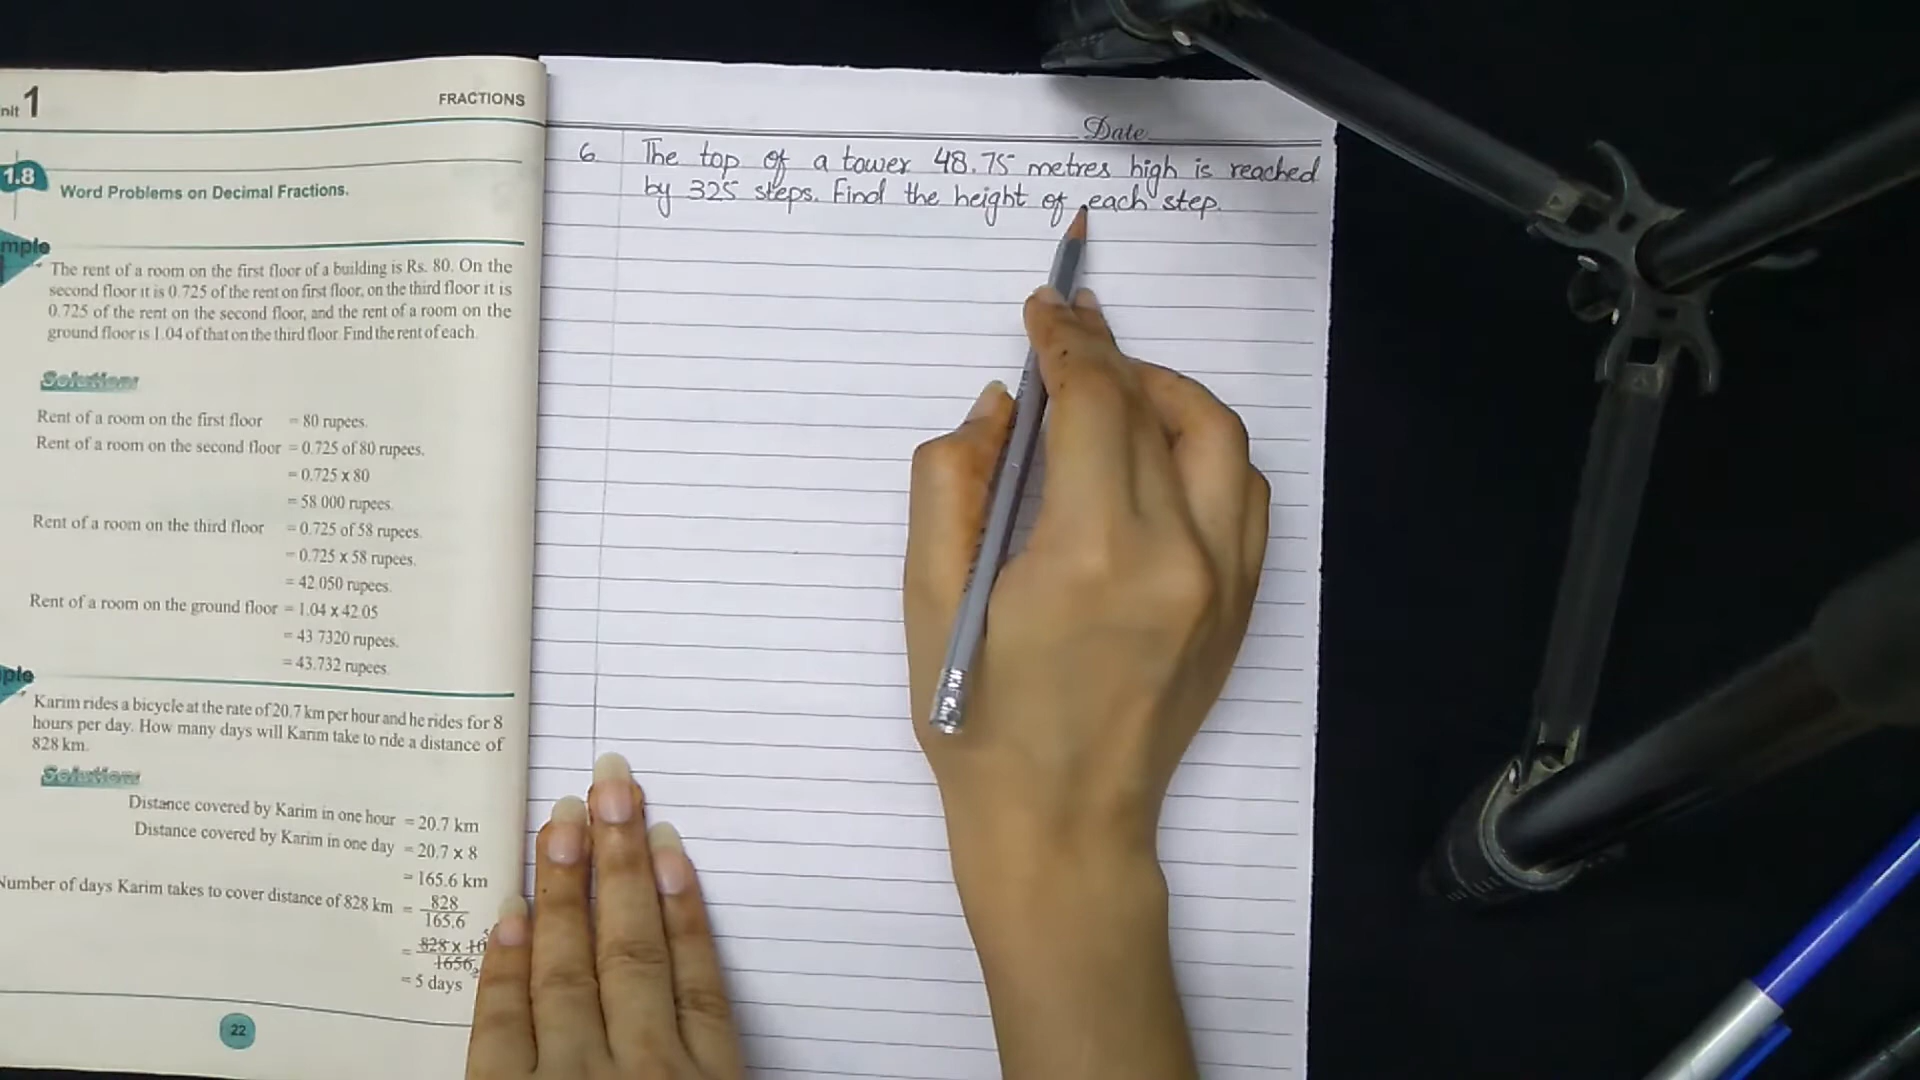 nit 1
FRACTIONS
1.8
Word Problems on Decimal Fractions.
mple
The rent of a room on the first floor of a building is Rs. 80. On the
second floor it is 0.725 of the rent on first floor, on the third floor it is
0.725 of the rent on the second floor, and the rent of a room on the
ground floor is 1.04 of that on the third floor Find the rent of each.
Solution:
Rent of a room on the first floor = 80 rupees.
Rent of a room on the second floor = 0.725 of 80 rupees.
= 0.725 x 80
= 58.000 rupees.
Rent of a room on the third floor = 0.725 of 58 rupees.
= 0.725 x 58 rupees.
= 42.050 rupees.
Rent of a room on the ground floor = 1.04 x 42.05
= 43.7320 rupees.
= 43.732 rupees.
ple
Karim rides a bicycle at the rate of 20.7 km per hour and he rides for 8
hours per day. How many days will Karim take to ride a distance of
828 km.
Solution:
Distance covered by Karim in one hour = 20.7 km
Distance covered by Karim in one day = 20.7 x 8
= 165.6 km
Number of days Karim takes to cover distance of 828 km = 828
165.6
= 828 x 10
1656
= 5 days
22
Date
6 The top of a tower 48.75 metres high is reached
by 325 steps. Find the height of each step.